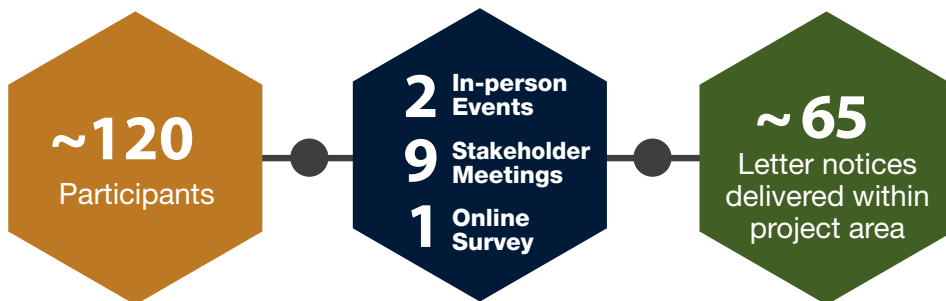 ~120
Participants
2 In-person
Events
9 Stakeholder
Meetings
1 Online
Survey
~ 65
Letter notices
delivered within
project area